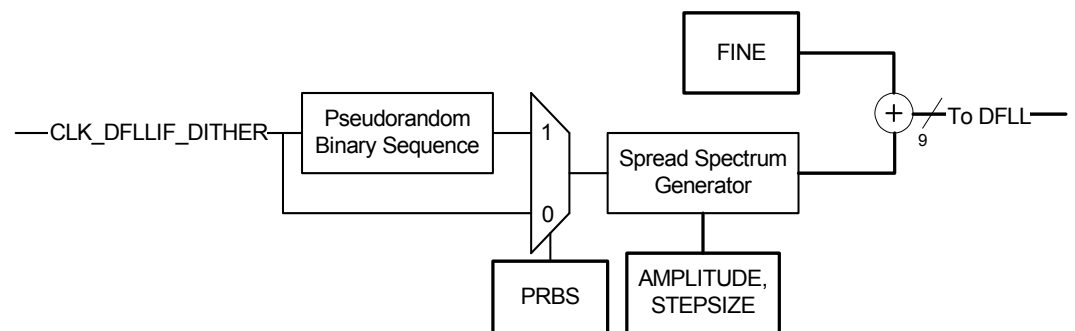 FINE
CLK_DFLLIF_DITHER
Pseudorandom
Binary Sequence
1
0
Spread Spectrum
Generator
+
9
To DFLL
PRBS
AMPLITUDE,
STEPSIZE